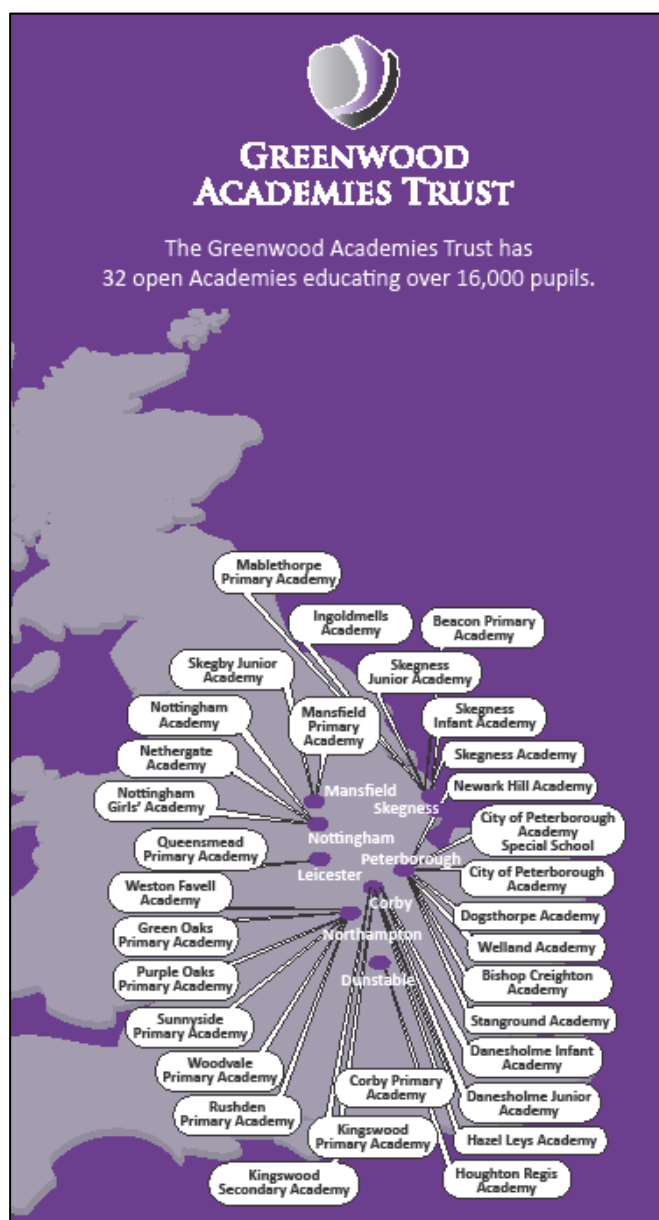 GREENWOOD
ACADEMIES TRUST
The Greenwood Academies Trust has
32 open Academies educating over 16,000 pupils.
Mablethorpe
Primary Academy
Ingoldmells
Academy
Beacon Primary
Academy
Skegby Junior
Academy
Skegness
Junior Academy
Nottingham
Academy
Mansfield
Primary
Academy
Skegness
Infant Academy
Nethergate
Academy
Skegness Academy
Nottingham
Girls' Academy
Mansfield
Skegness
Newark Hill Academy
Nottingham
City of Peterborough
Academy
Special School
Queensmead
Primary Academy
Leicester
Peterborough
City of Peterborough
Academy
Weston Favell
Academy
Corby
Dogsthorpe Academy
Green Oaks
Primary Academy
Northampton
Welland Academy
Purple Oaks
Primary Academy
Dunstable
Bishop Creighton
Academy
Sunnyside
Primary Academy
Stanground Academy
Woodvale
Primary Academy
Danesholme Infant
Academy
Rushden
Primary Academy
Corby Primary
Academy
Danesholme Junior
Academy
Kingswood
Primary Academy
Hazel Leys Academy
Kingswood
Secondary Academy
Houghton Regis
Academy